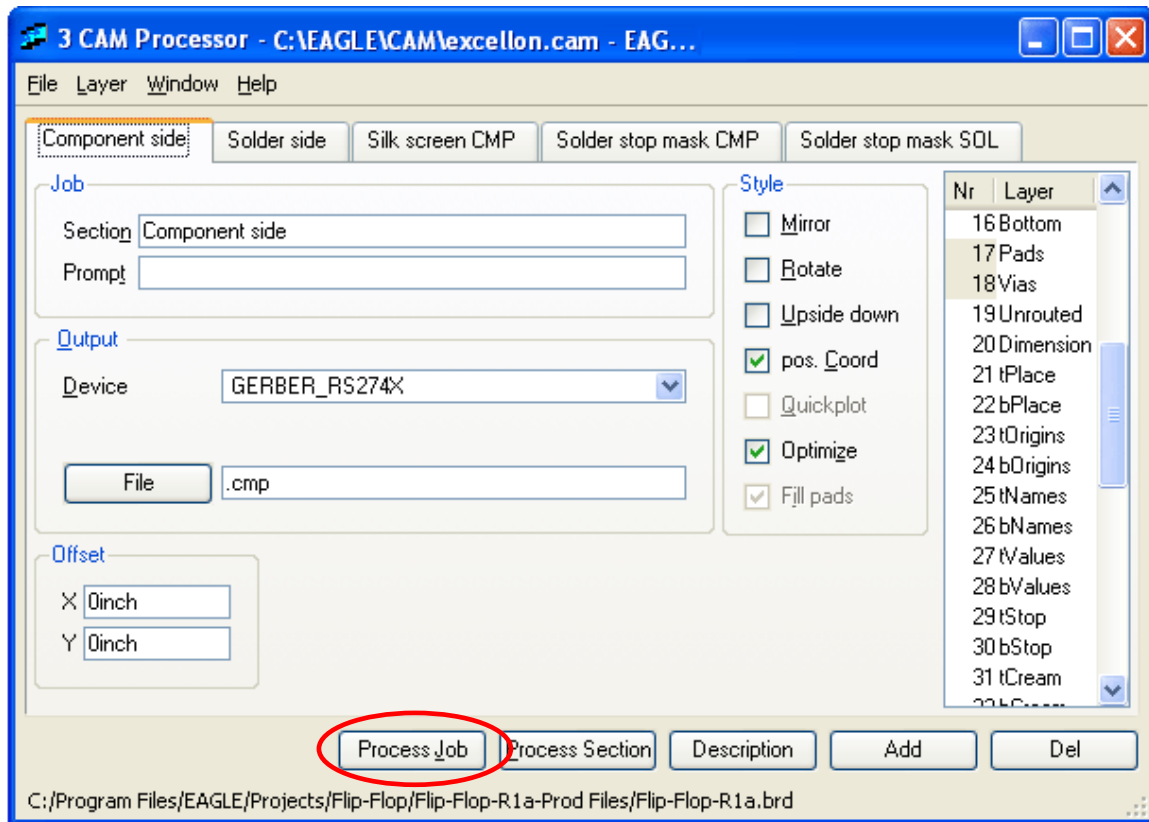 3 CAM Processor - C:\EAGLE\CAM\excellon.cam - EAG...
File Layer Window Help
Component side Solder side Silk screen CMP Solder stop mask CMP Solder stop mask SOL
Job
Section Component side
Prompt
Output
Device GERBER_RS274X
File .cmp
Offset
X 0inch
Y 0inch
Style
Mirror
Rotate
Upside down
pos. Coord
Quickplot
Optimize
Fill pads
Nr Layer
16 Bottom
17 Pads
18 Vias
19 Unrouted
20 Dimension
21 tPlace
22 bPlace
23 tOrigins
24 bOrigins
25 tNames
26 bNames
27 tValues
28 bValues
29 tStop
30 bStop
31 tCream
Process Job Process Section Description Add Del
C:/Program Files/EAGLE/Projects/Flip-Flop/Flip-Flop-R1a-Prod Files/Flip-Flop-R1a.brd